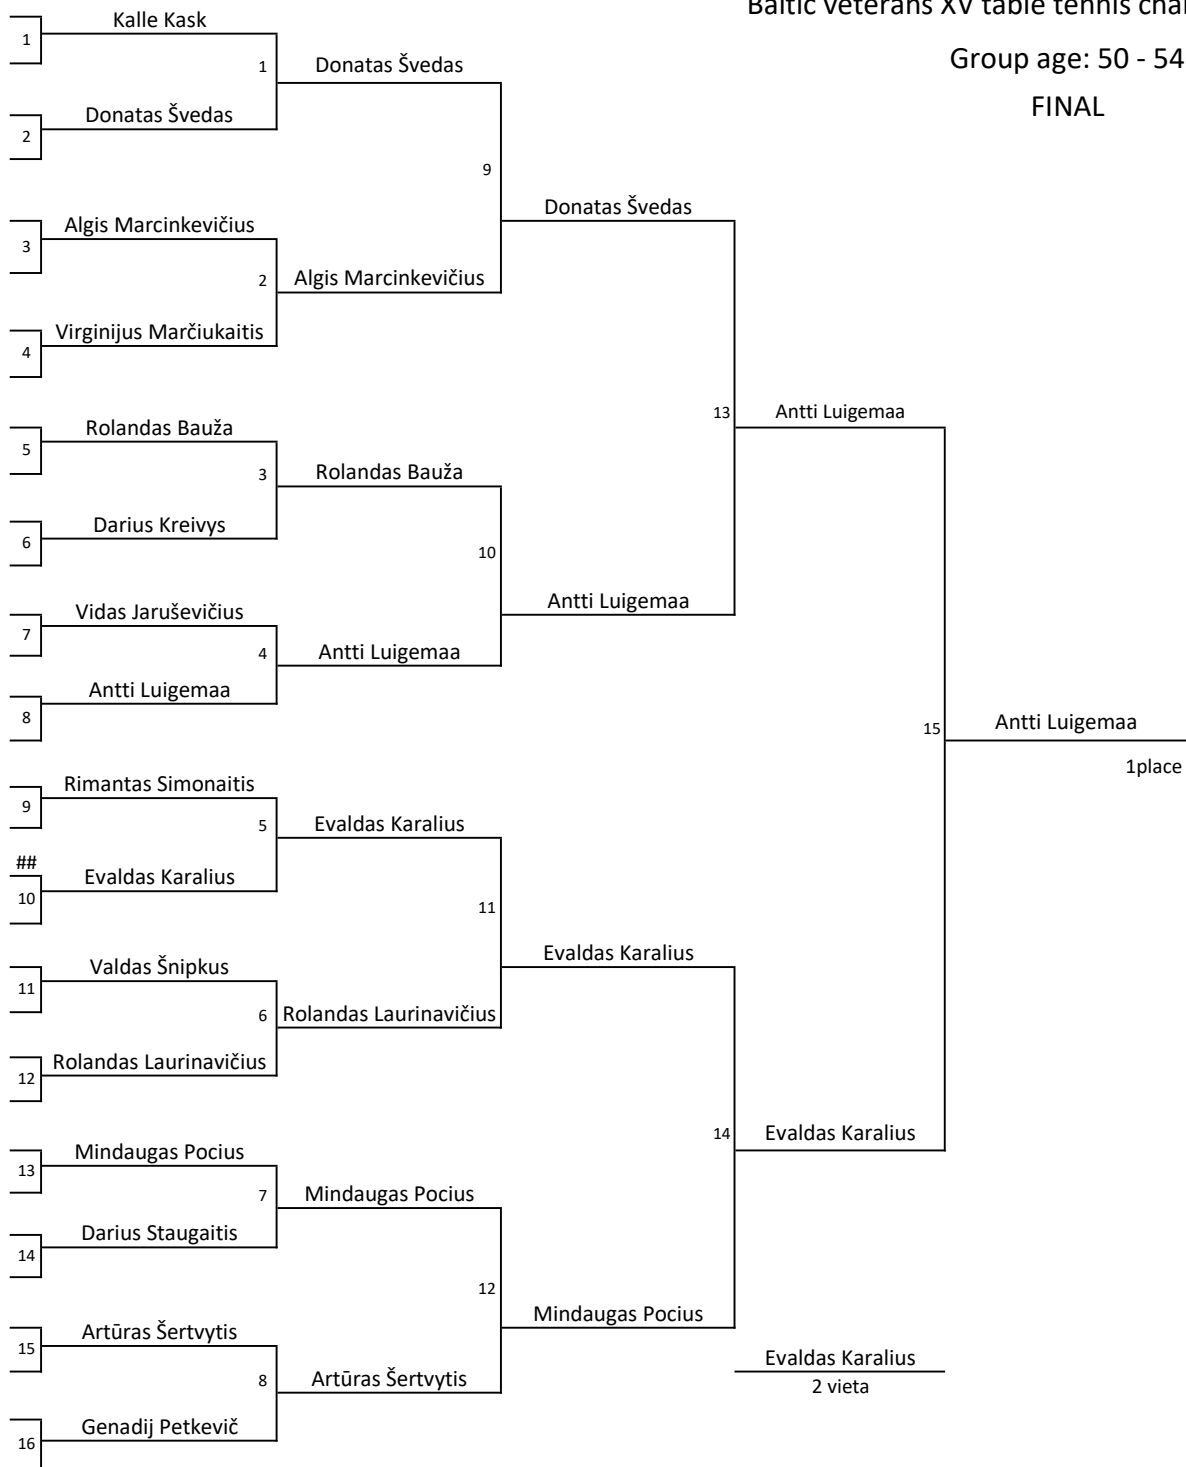 Baltic veterans XV table tennis
Group age: 50 - 54
FINAL
Kalle Kask
1
1
Donatas Švedas
Donatas Švedas
2
9
Donatas Švedas
Algis Marcinkevičius
3
2
Algis Marcinkevičius
Virginijus Marčiukaitis
4
13
Antti Luigemaa
Rolandas Bauža
5
3
Rolandas Bauža
Darius Kreivys
6
10
Antti Luigemaa
Vidas Jaruševičius
7
4
Antti Luigemaa
Antti Luigemaa
8
15
Antti Luigemaa
1place
Rimantas Simonaitis
9
5
Evaldas Karalius
##
Evaldas Karalius
10
11
Evaldas Karalius
Valdas Šnipkus
11
6
Rolandas Laurinavičius
Rolandas Laurinavičius
12
14
Evaldas Karalius
Mindaugas Pocius
13
7
Mindaugas Pocius
Darius Staugaitis
14
12
Mindaugas Pocius
Artūras Šertvytis
15
8
Artūras Šertvytis
Evaldas Karalius
2 vieta
Genadij Petkevič
16